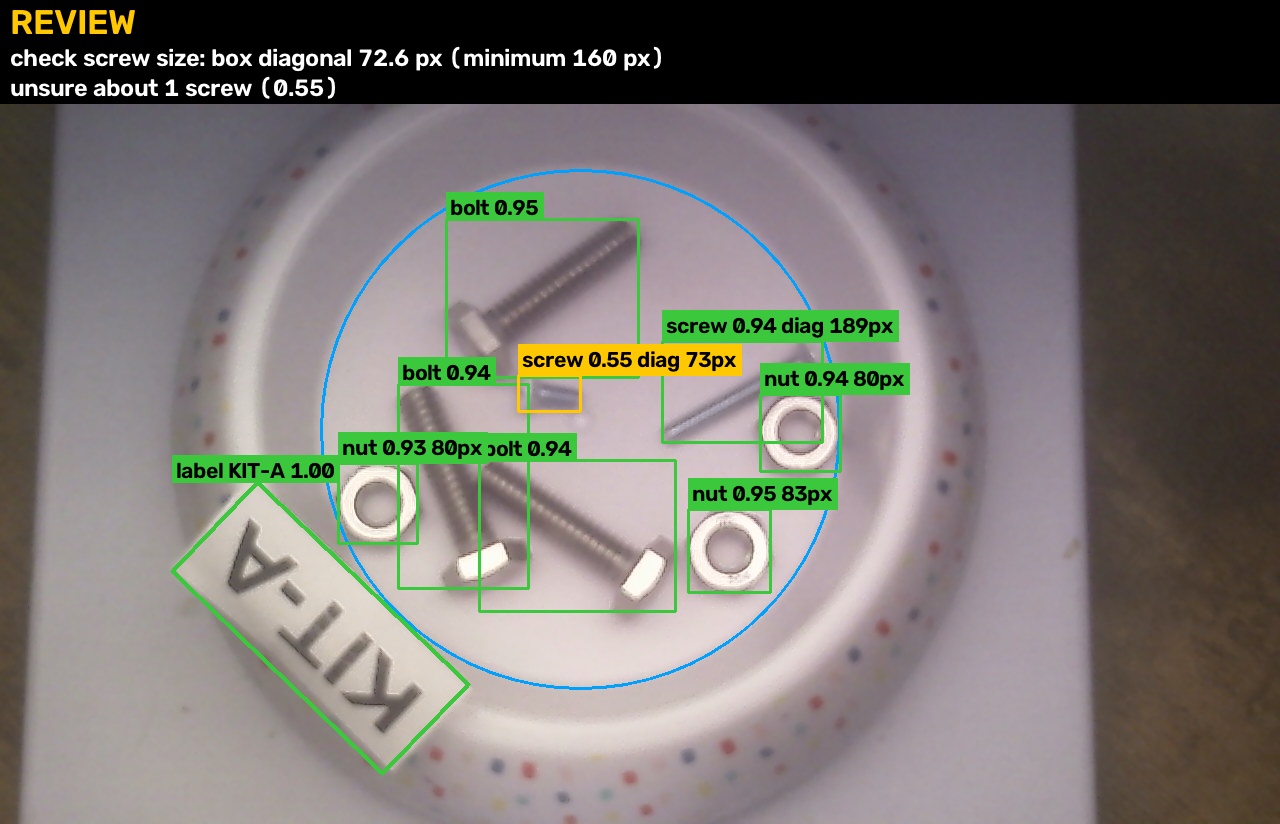 REVIEW
check screw size: box diagonal 72.6 px (minimum 160 px)
unsure about 1 screw (0.55)
bolt 0.95
screw 0.94 diag 189px
screw 0.55 diag 73px
bolt 0.94
nut 0.94 80px
nut 0.93 80px
bolt 0.94
label KIT-A 1.00
nut 0.95 83px
KIT-A